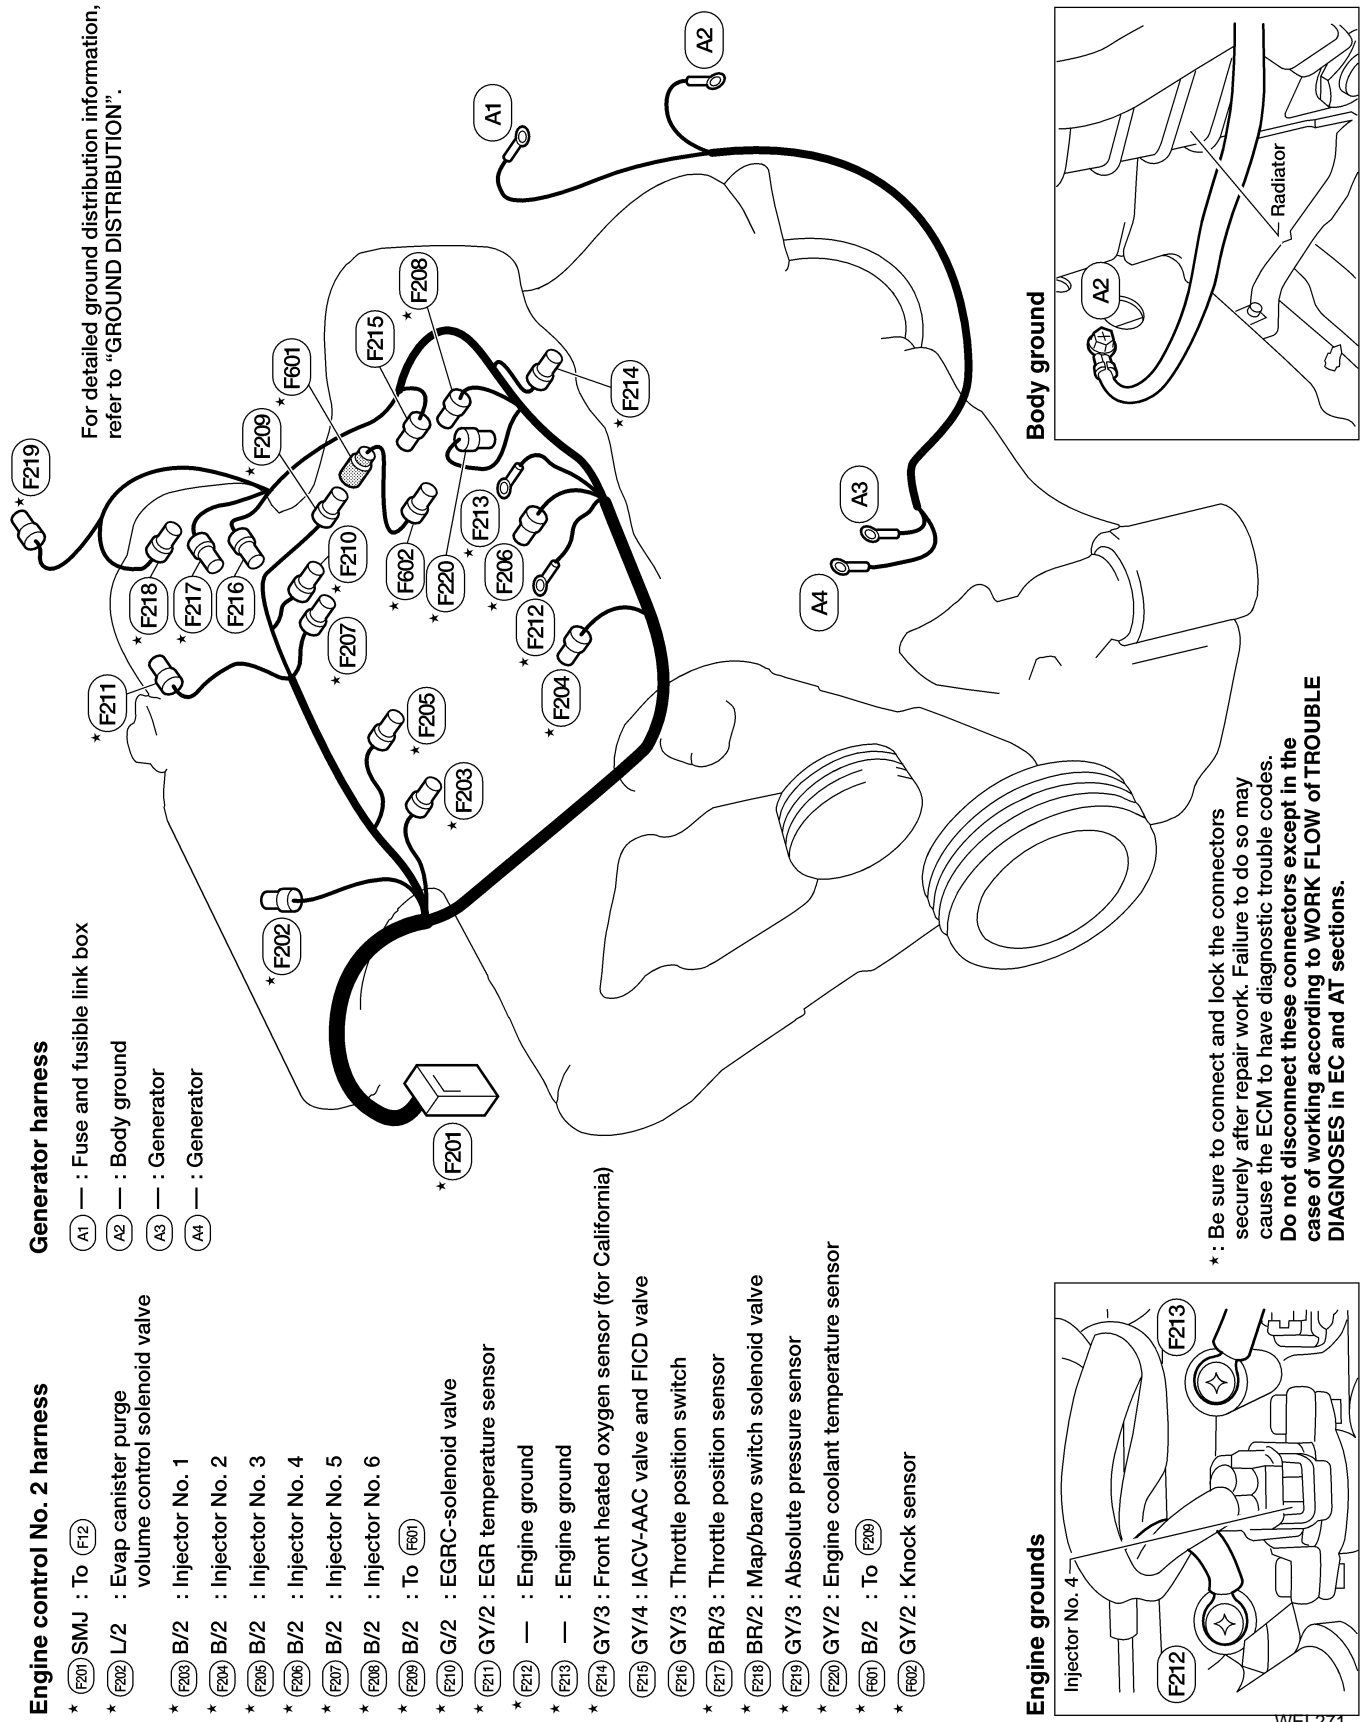 Engine control No. 2 harness
★ F201 SMJ : To F12
★ F202 L/2 : Evap canister purge
volume control solenoid valve
★ F203 B/2 : Injector No. 1
★ F204 B/2 : Injector No. 2
★ F205 B/2 : Injector No. 3
★ F206 B/2 : Injector No. 4
★ F207 B/2 : Injector No. 5
★ F208 B/2 : Injector No. 6
★ F209 B/2 : To F601
★ F210 G/2 : EGRC-solenoid valve
★ F211 GY/2 : EGR temperature sensor
★ F212 — : Engine ground
★ F213 — : Engine ground
★ F214 GY/3 : Front heated oxygen sensor (for California)
F215 GY/4 : IACV-AAC valve and FICD valve
F216 GY/3 : Throttle position switch
★ F217 BR/3 : Throttle position sensor
★ F218 BR/2 : Map/baro switch solenoid valve
★ F219 GY/3 : Absolute pressure sensor
★ F220 GY/2 : Engine coolant temperature sensor
★ F601 B/2 : To F209
★ F602 GY/2 : Knock sensor
Generator harness
A1 — : Fuse and fusible link box
A2 — : Body ground
A3 — : Generator
A4 — : Generator
For detailed ground distribution information,
refer to “GROUND DISTRIBUTION”.
★ F219
★ F209
★ F601
F215
★ F208
A1
A2
★ F218
★ F217
F216
★ F210
★ F602
★ F220
★ F213
★ F206
★ F212
★ F214
★ F211
★ F207
★ F205
★ F203
★ F204
★ F202
★ F201
A3
A4
Engine grounds
Injector No. 4
F212
F213
★ : Be sure to connect and lock the connectors
securely after repair work. Failure to do so may
cause the ECM to have diagnostic trouble codes.
Do not disconnect these connectors except in the
case of working according to WORK FLOW of TROUBLE
DIAGNOSES in EC and AT sections.
Body ground
A2
Radiator